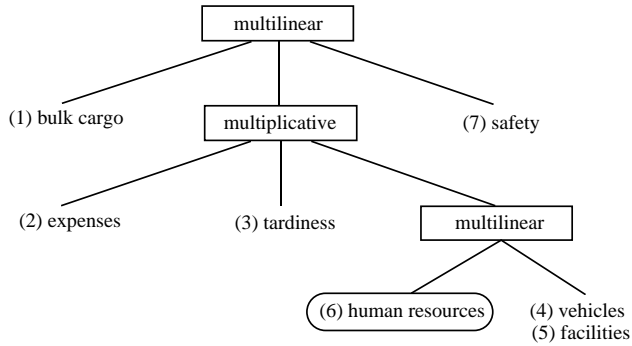 multilinear
(1) bulk cargo
multiplicative
(7) safety
(2) expenses
(3) tardiness
multilinear
(6) human resources
(4) vehicles
(5) facilities